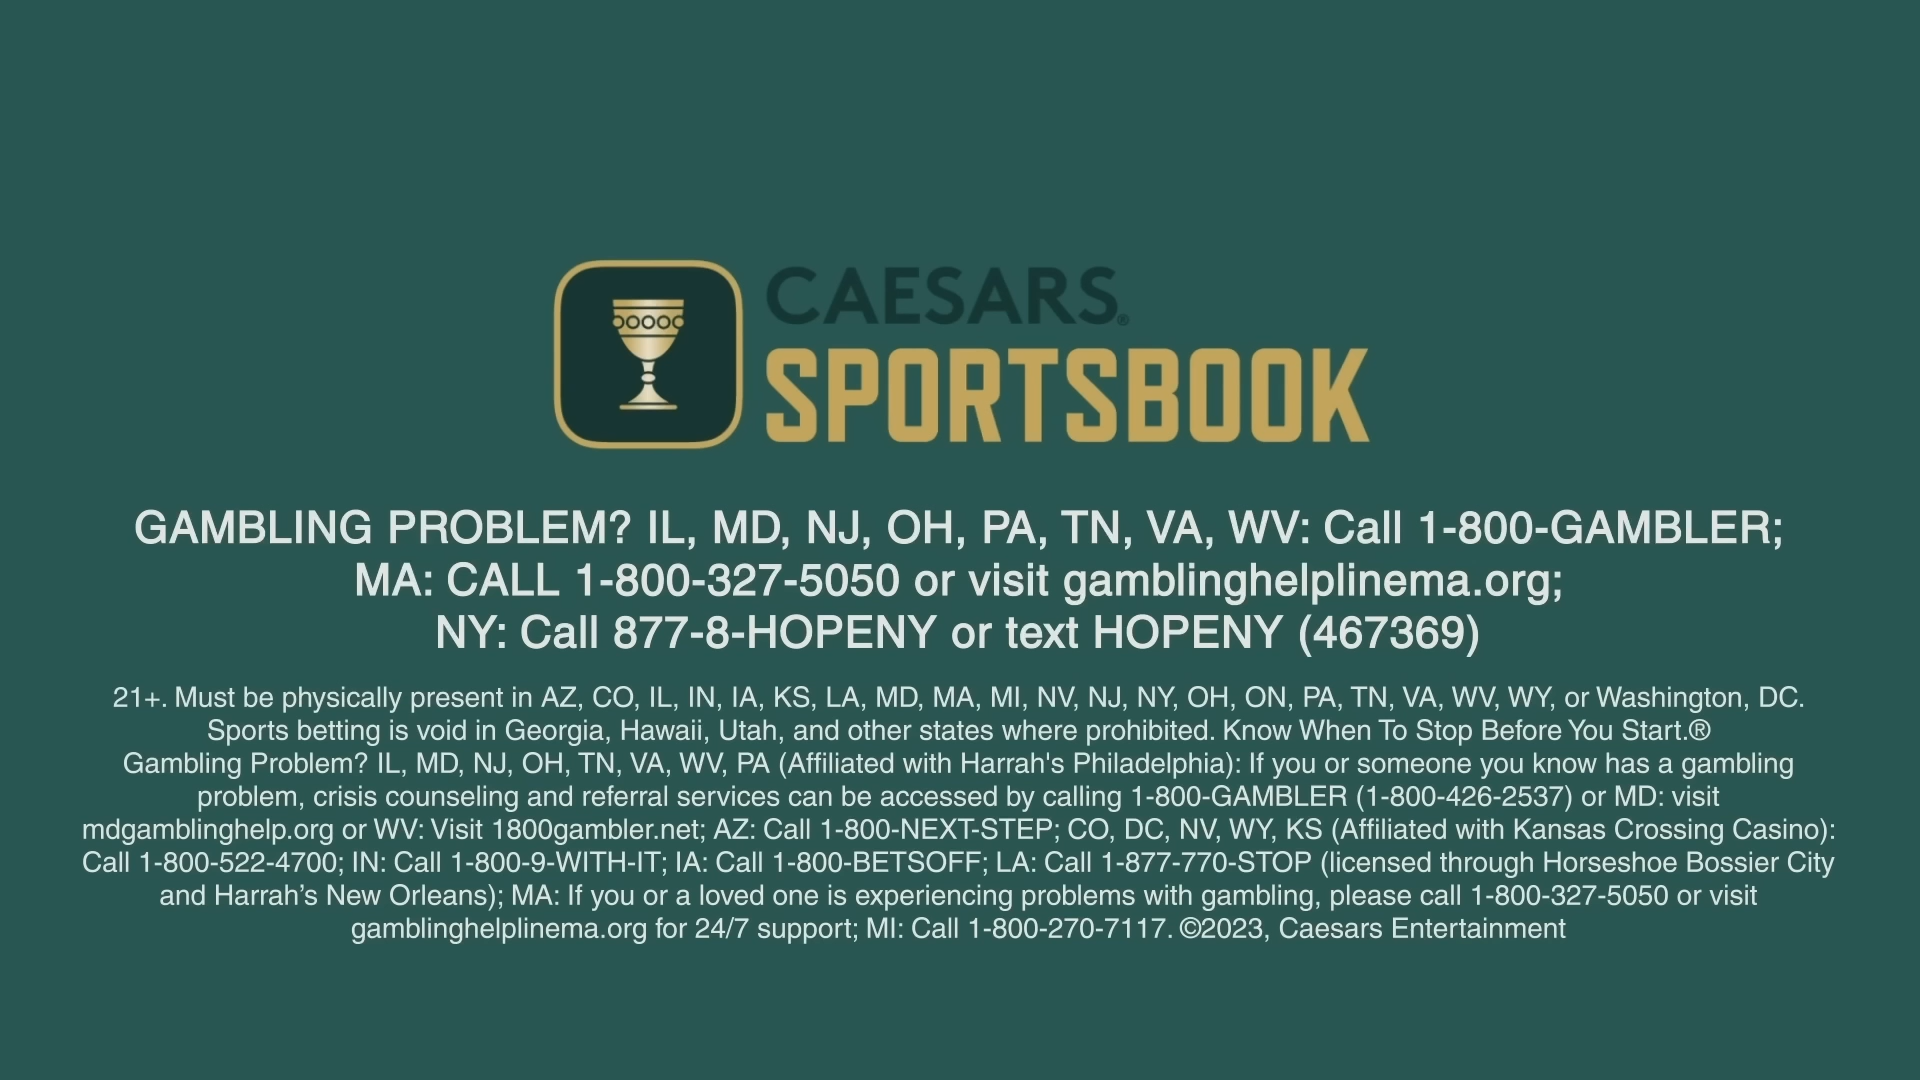 CAESARS®
SPORTSBOOK
GAMBLING PROBLEM? IL, MD, NJ, OH, PA, TN, VA, WV: Call 1-800-GAMBLER;
MA: CALL 1-800-327-5050 or visit gamblinghelplinema.org;
NY: Call 877-8-HOPENY or text HOPENY (467369)
21+. Must be physically present in AZ, CO, IL, IN, IA, KS, LA, MD, MA, MI, NV, NJ, NY, OH, ON, PA, TN, VA, WV, WY, or Washington, DC.
Sports betting is void in Georgia, Hawaii, Utah, and other states where prohibited. Know When To Stop Before You Start.®
Gambling Problem? IL, MD, NJ, OH, TN, VA, WV, PA (Affiliated with Harrah's Philadelphia): If you or someone you know has a gambling
problem, crisis counseling and referral services can be accessed by calling 1-800-GAMBLER (1-800-426-2537) or MD: visit
mdgamblinghelp.org or WV: Visit 1800gambler.net; AZ: Call 1-800-NEXT-STEP; CO, DC, NV, WY, KS (Affiliated with Kansas Crossing Casino):
Call 1-800-522-4700; IN: Call 1-800-9-WITH-IT; IA: Call 1-800-BETSOFF; LA: Call 1-877-770-STOP (licensed through Horseshoe Bossier City
and Harrah’s New Orleans); MA: If you or a loved one is experiencing problems with gambling, please call 1-800-327-5050 or visit
gamblinghelplinema.org for 24/7 support; MI: Call 1-800-270-7117. ©2023, Caesars Entertainment